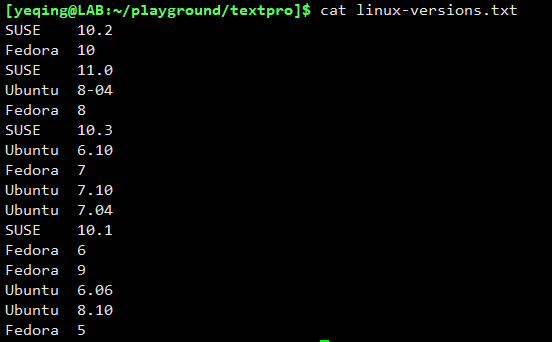 [yeqing@LAB:~/playground/textpro]$ cat linux-versions.txt
SUSE    10.2
Fedora  10
SUSE    11.0
Ubuntu  8-04
Fedora  8
SUSE    10.3
Ubuntu  6.10
Fedora  7
Ubuntu  7.10
Ubuntu  7.04
SUSE    10.1
Fedora  6
Fedora  9
Ubuntu  6.06
Ubuntu  8.10
Fedora  5